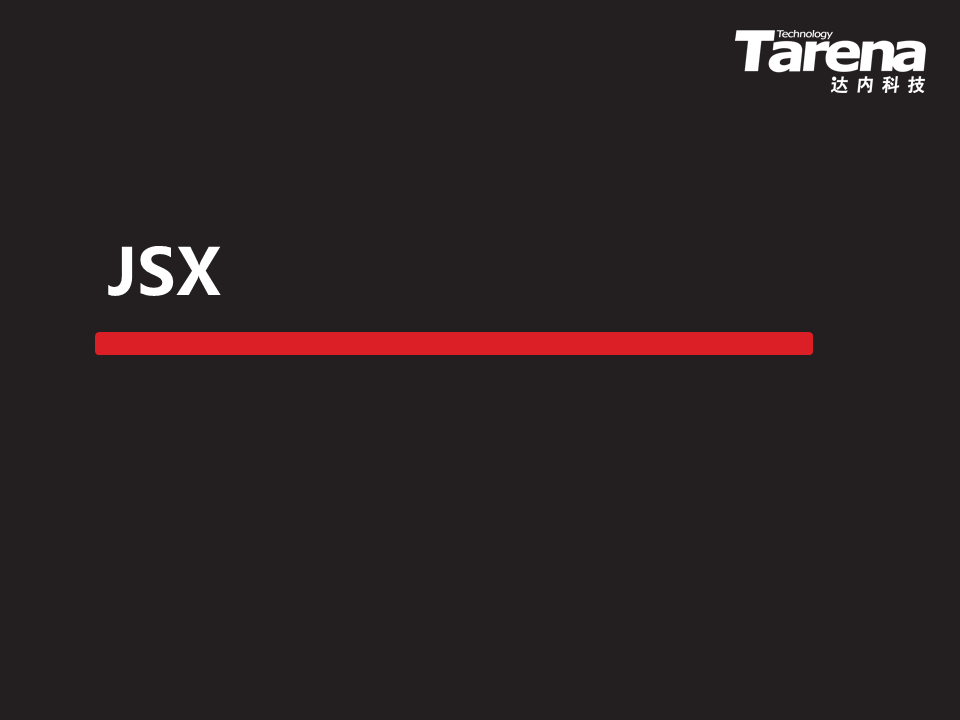 Technology
Tarena
达内科技
JSX